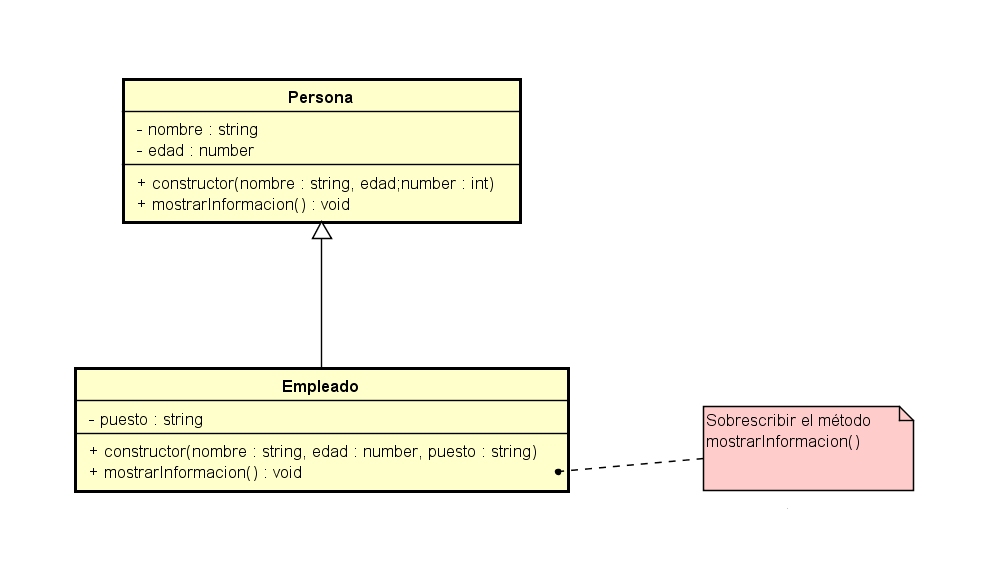 Persona
- nombre : string
- edad : number
+ constructor(nombre : string, edad;number : int)
+ mostrarInformacion() : void
Empleado
- puesto : string
+ constructor(nombre : string, edad : number, puesto : string)
+ mostrarInformacion() : void
Sobrescribir el método
mostrarInformacion()